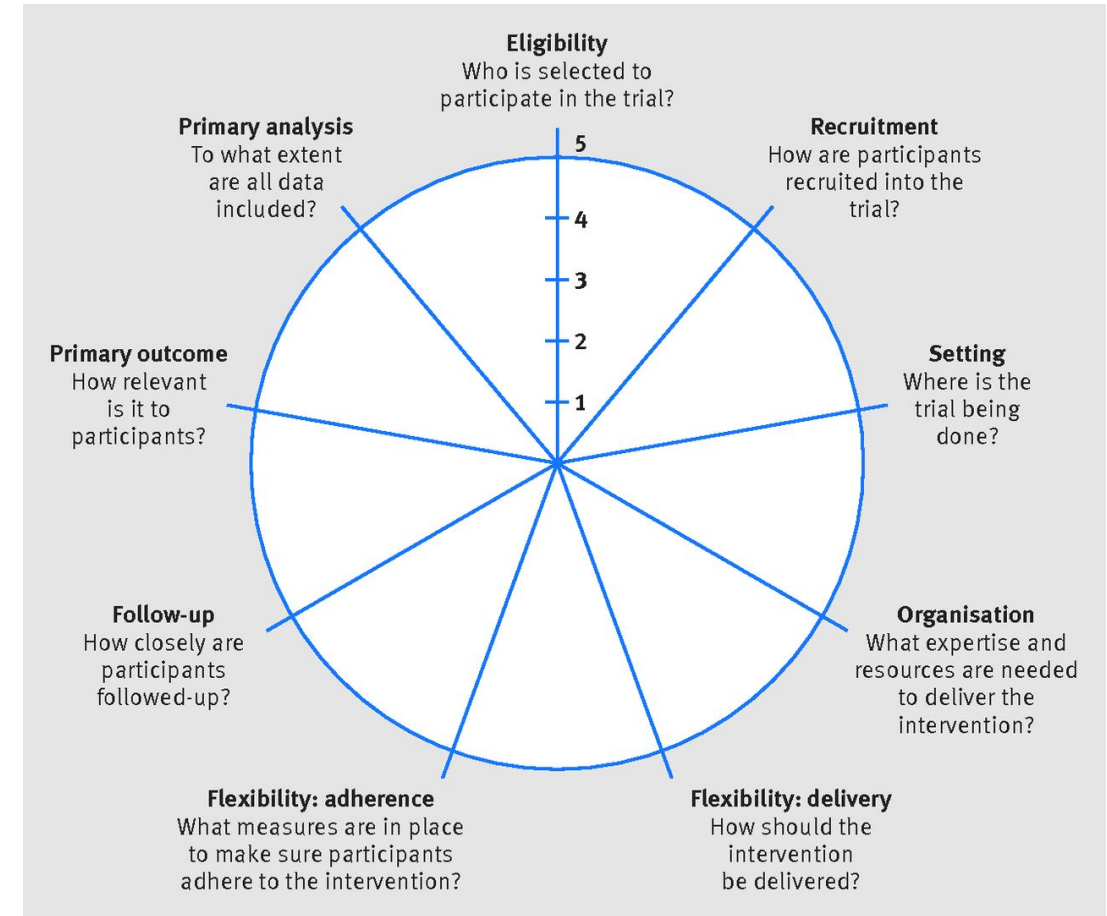 Eligibility
Who is selected to
participate in the trial?
Recruitment
How are participants
recruited into the
trial?
Setting
Where is the
trial being
done?
Organisation
What expertise and
resources are needed
to deliver the
intervention?
Flexibility: delivery
How should the
intervention
be delivered?
Flexibility: adherence
What measures are in place
to make sure participants
adhere to the intervention?
Follow-up
How closely are
participants
followed-up?
Primary outcome
How relevant
is it to
participants?
Primary analysis
To what extent
are all data
included?
5
4
3
2
1